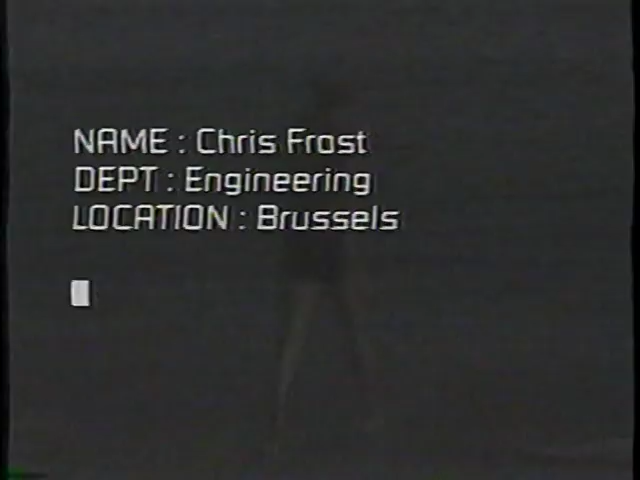 NAME : Chris Frost
DEPT : Engineering
LOCATION : Brussels